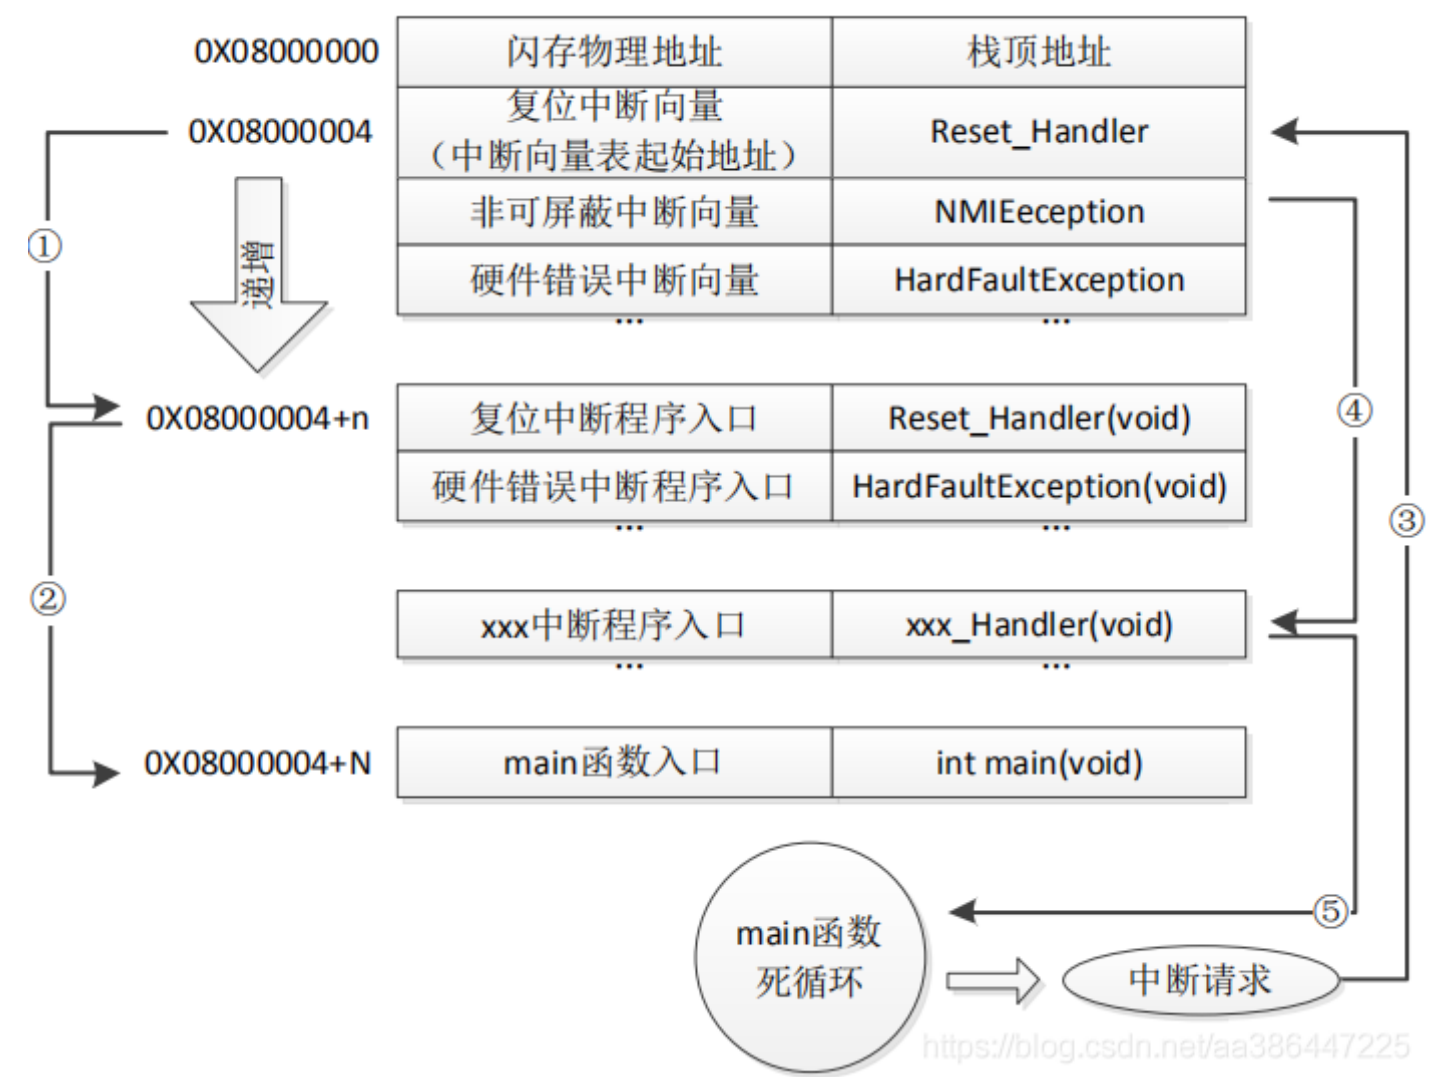 0X08000000 闪存物理地址 栈顶地址
复位中断向量
0X08000004 （中断向量表起始地址） Reset_Handler
非可屏蔽中断向量 NMIEeception
① 递增
硬件错误中断向量 HardFaultException
... ...
0X08000004+n 复位中断程序入口 Reset_Handler(void)
④
硬件错误中断程序入口 HardFaultException(void)
... ...
③
②
xxx中断程序入口 xxx_Handler(void)
... ...
0X08000004+N main函数入口 int main(void)
⑤
main函数
死循环
中断请求
https://blog.csdn.net/aa386447225